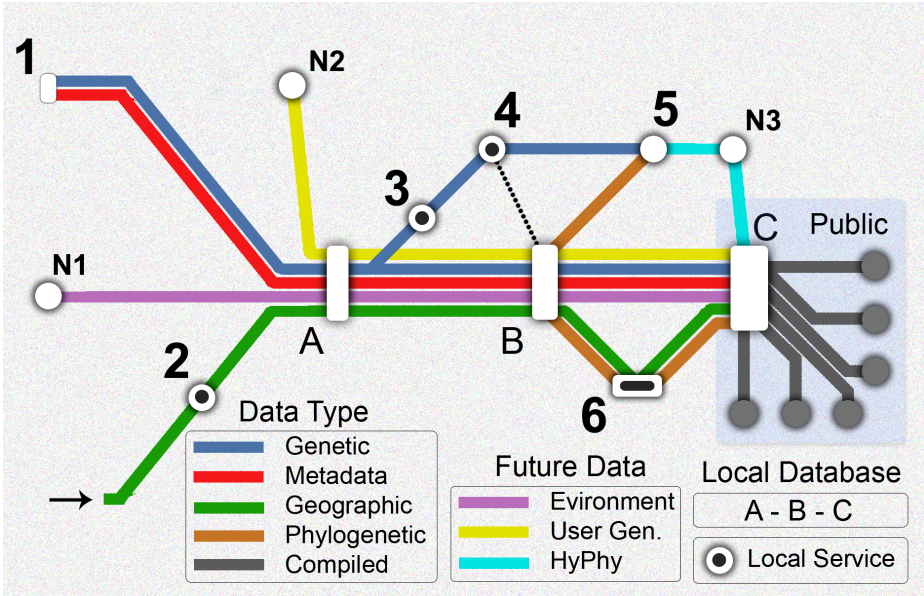 1
N2
4
5
N3
3
C
Public
N1
A
B
2
6
Data Type
Genetic
Metadata
Geographic
Phylogenetic
Compiled
Future Data
Evironment
User Gen.
HyPhy
Local Database
A - B - C
Local Service